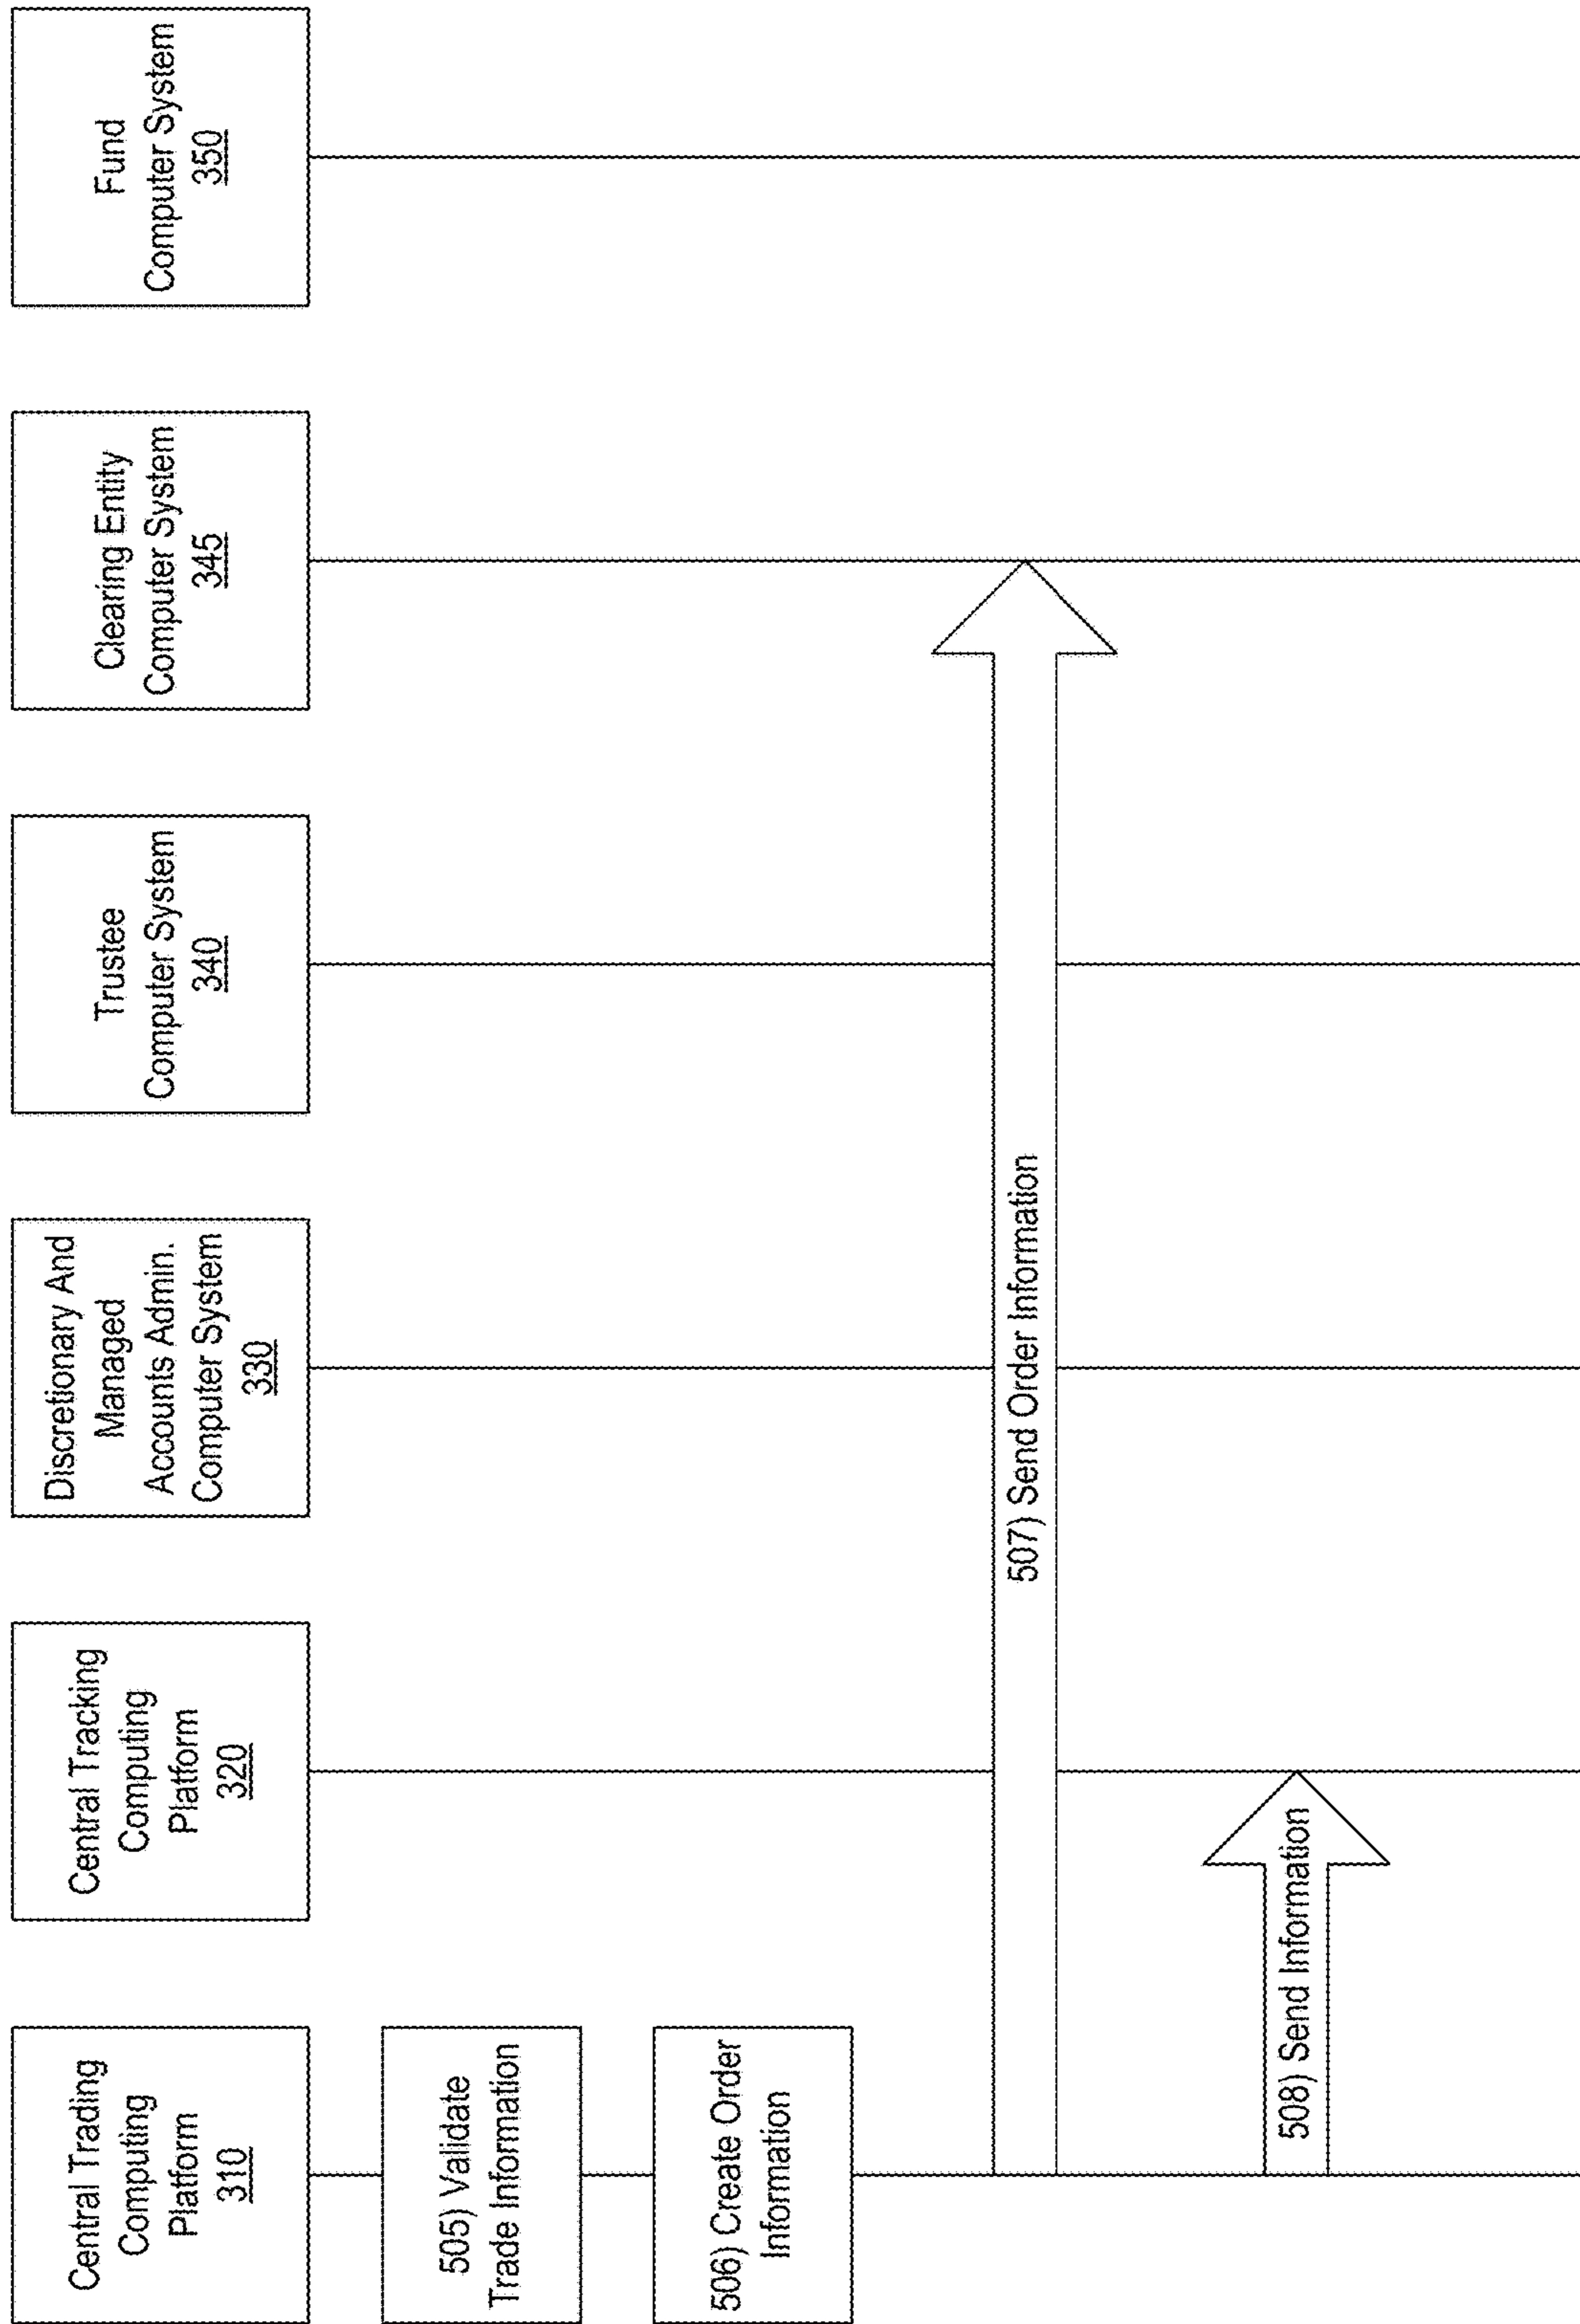 Central Trading
Computing
Platform
310
Central Tracking
Computing
Platform
320
Discretionary And
Managed
Accounts Admin.
Computer System
330
Trustee
Computer System
340
Clearing Entity
Computer System
345
Fund
Computer System
350
505) Validate
Trade Information
506) Create Order
Information
507) Send Order Information
508) Send Information